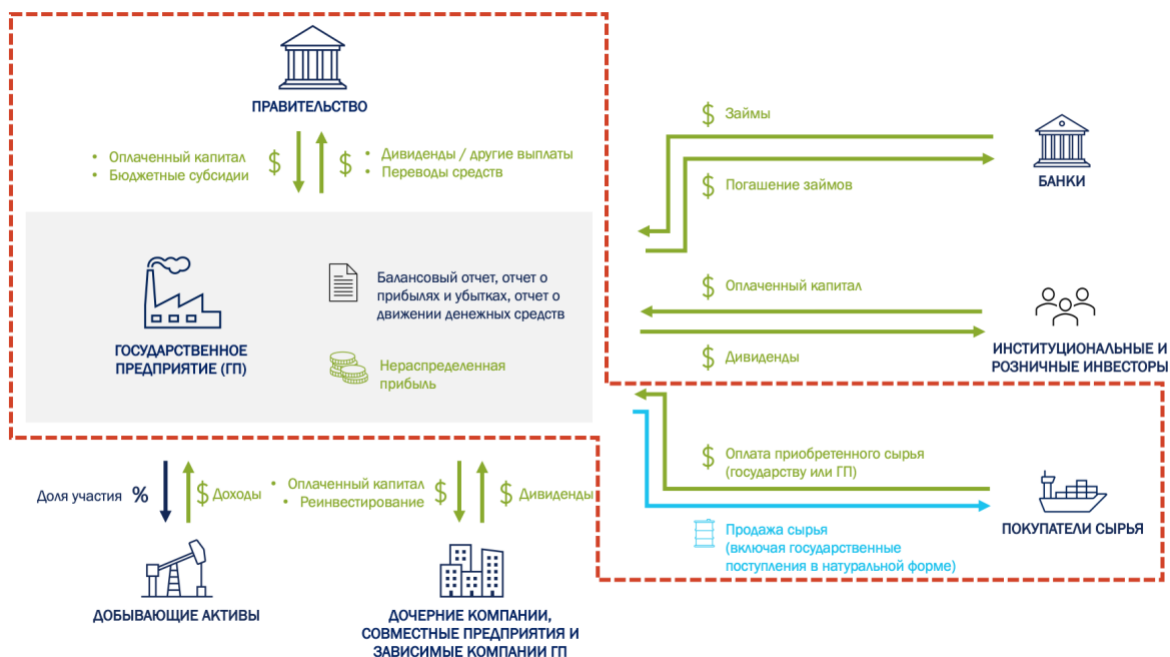 ПРАВИТЕЛЬСТВО
• Оплаченный капитал
• Бюджетные субсидии
$
$
• Дивиденды / другие выплаты
• Переводы средств
ГОСУДАРСТВЕННОЕ
ПРЕДПРИЯТИЕ (ГП)
Балансовый отчет, отчет о
прибылях и убытках, отчет о
движении денежных средств
Нераспределенная
прибыль
$ Займы
$ Погашение займов
БАНКИ
$ Оплаченный капитал
$ Дивиденды
ИНСТИТУЦИОНАЛЬНЫЕ И
РОЗНИЧНЫЕ ИНВЕСТОРЫ
$ Оплата приобретенного сырья
(государству или ГП)
Продажа сырья
(включая государственные
поступления в натуральной форме)
ПОКУПАТЕЛИ СЫРЬЯ
Доля участия %
$ Доходы
• Оплаченный капитал
• Реинвестирование
$
$ Дивиденды
ДОБЫВАЮЩИЕ АКТИВЫ
ДОЧЕРНИЕ КОМПАНИИ,
СОВМЕСТНЫЕ ПРЕДПРИЯТИЯ И
ЗАВИСИМЫЕ КОМПАНИИ ГП